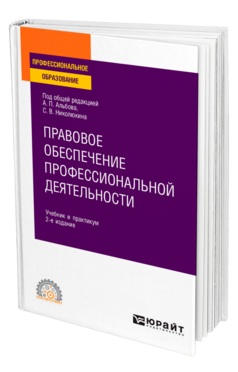 ПРОФЕССИОНАЛЬНОЕ
ОБРАЗОВАНИЕ
Под общей редакцией
А. П. Альбова,
С. В. Николюкина
ПРАВОВОЕ
ОБЕСПЕЧЕНИЕ
ПРОФЕССИОНАЛЬНОЙ
ДЕЯТЕЛЬНОСТИ
Учебник и практикум
2-е издание
юрайт